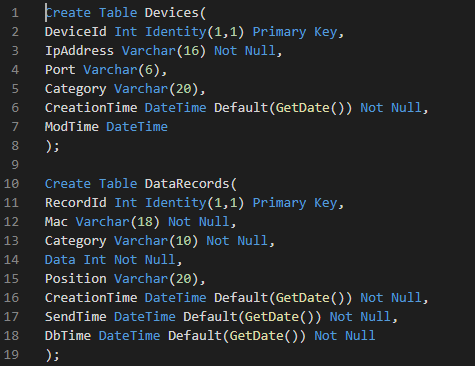 1 Create Table Devices(
2 DeviceId Int Identity(1,1) Primary Key,
3 IpAddress Varchar(16) Not Null,
4 Port Varchar(6),
5 Category Varchar(20),
6 CreationTime DateTime Default(GetDate()) Not Null,
7 ModTime DateTime
8 );
9
10 Create Table DataRecords(
11 RecordId Int Identity(1,1) Primary Key,
12 Mac Varchar(18) Not Null,
13 Category Varchar(10) Not Null,
14 Data Int Not Null,
15 Position Varchar(20),
16 CreationTime DateTime Default(GetDate()) Not Null,
17 SendTime DateTime Default(GetDate()) Not Null,
18 DbTime DateTime Default(GetDate()) Not Null
19 );